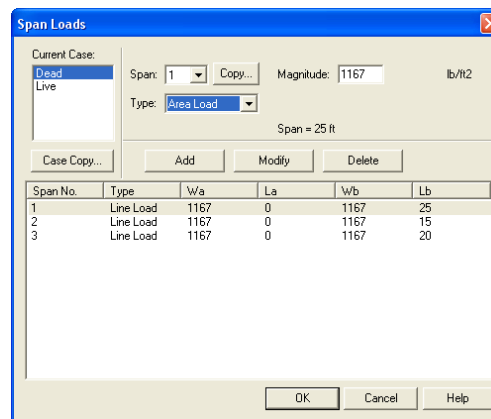 Span Loads
Current Case:
Dead
Live
Span: 1 Copy... Magnitude: 1167 lb/ft2
Type: Area Load
Span = 25 ft
Case Copy... Add Modify Delete
Span No. Type Wa La Wb Lb
1 Line Load 1167 0 1167 25
2 Line Load 1167 0 1167 15
3 Line Load 1167 0 1167 20
OK Cancel Help